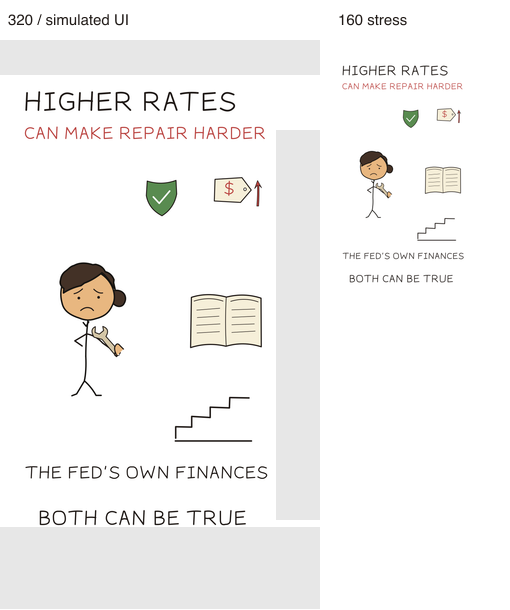 320 / simulated UI
HIGHER RATES
CAN MAKE REPAIR HARDER
$
THE FED'S OWN FINANCES
BOTH CAN BE TRUE
160 stress
HIGHER RATES
CAN MAKE REPAIR HARDER
$
THE FED'S OWN FINANCES
BOTH CAN BE TRUE